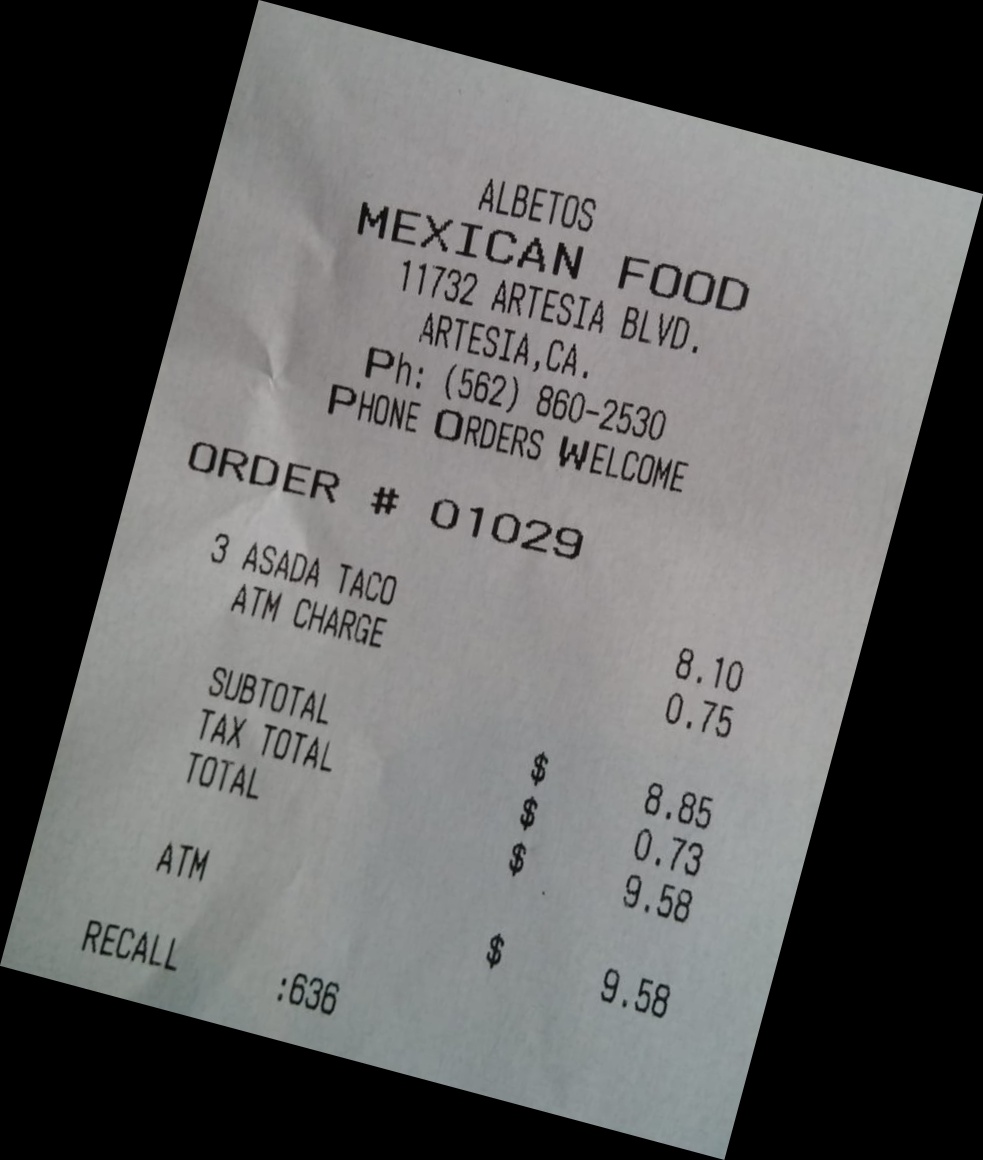 ALBETOS
MEXICAN FOOD
11732 ARTESIA BLVD.
ARTESIA,CA.
Ph: (562) 860-2530
PHONE ORDERS WELCOME
ORDER # 01029
3 ASADA TACO 8.10
ATM CHARGE 0.75
SUBTOTAL $ 8.85
TAX TOTAL $ 0.73
TOTAL $ 9.58
ATM $ 9.58
RECALL :636